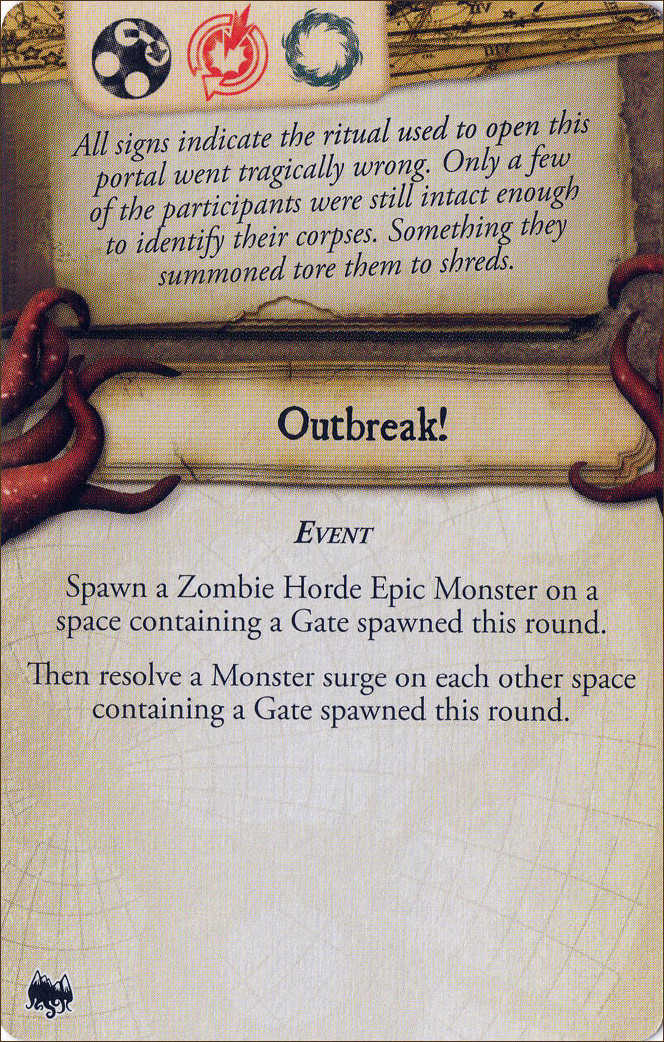 All signs indicate the ritual used to open this
portal went tragically wrong. Only a few
of the participants were still intact enough
to identify their corpses. Something they
summoned tore them to shreds.
Outbreak!
Event
Spawn a Zombie Horde Epic Monster on a
space containing a Gate spawned this round.
Then resolve a Monster surge on each other space
containing a Gate spawned this round.